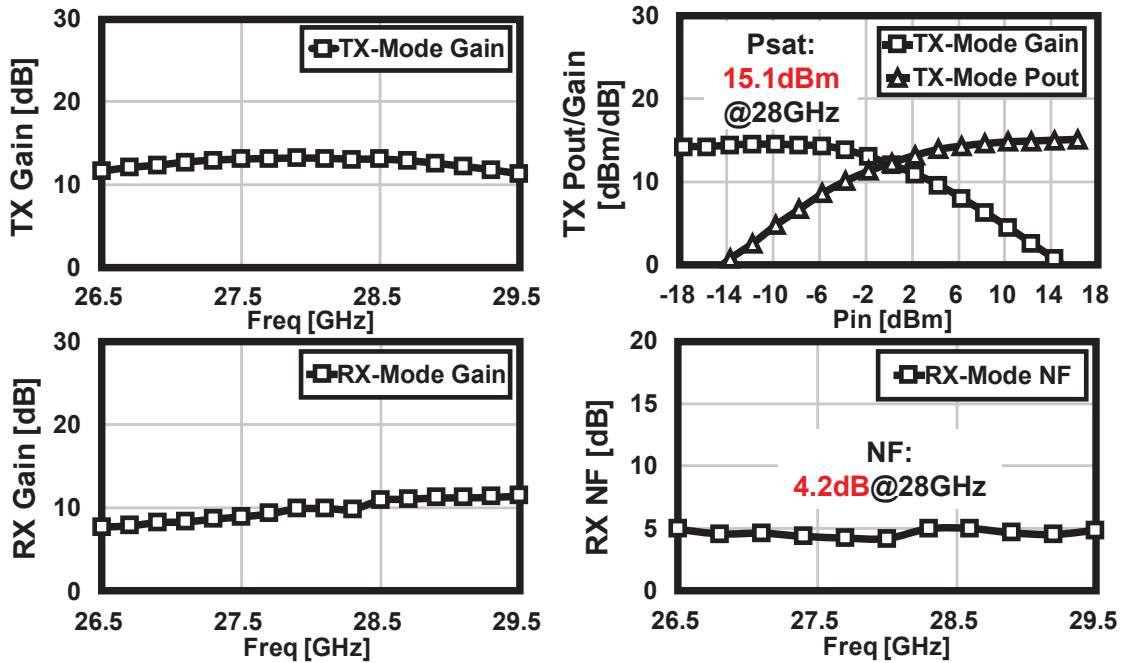 TX Gain [dB]
30
20
10
0
TX-Mode Gain
26.5 27.5 28.5 29.5
Freq [GHz]
TX Pout/Gain
[dBm/dB]
30
20
10
0
Psat:
15.1dBm
@28GHz
TX-Mode Gain
TX-Mode Pout
-18 -14 -10 -6 -2 2 6 10 14 18
Pin [dBm]
RX Gain [dB]
30
20
10
0
RX-Mode Gain
26.5 27.5 28.5 29.5
Freq [GHz]
RX NF [dB]
20
15
10
5
0
RX-Mode NF
NF:
4.2dB@28GHz
26.5 27.5 28.5 29.5
Freq [GHz]